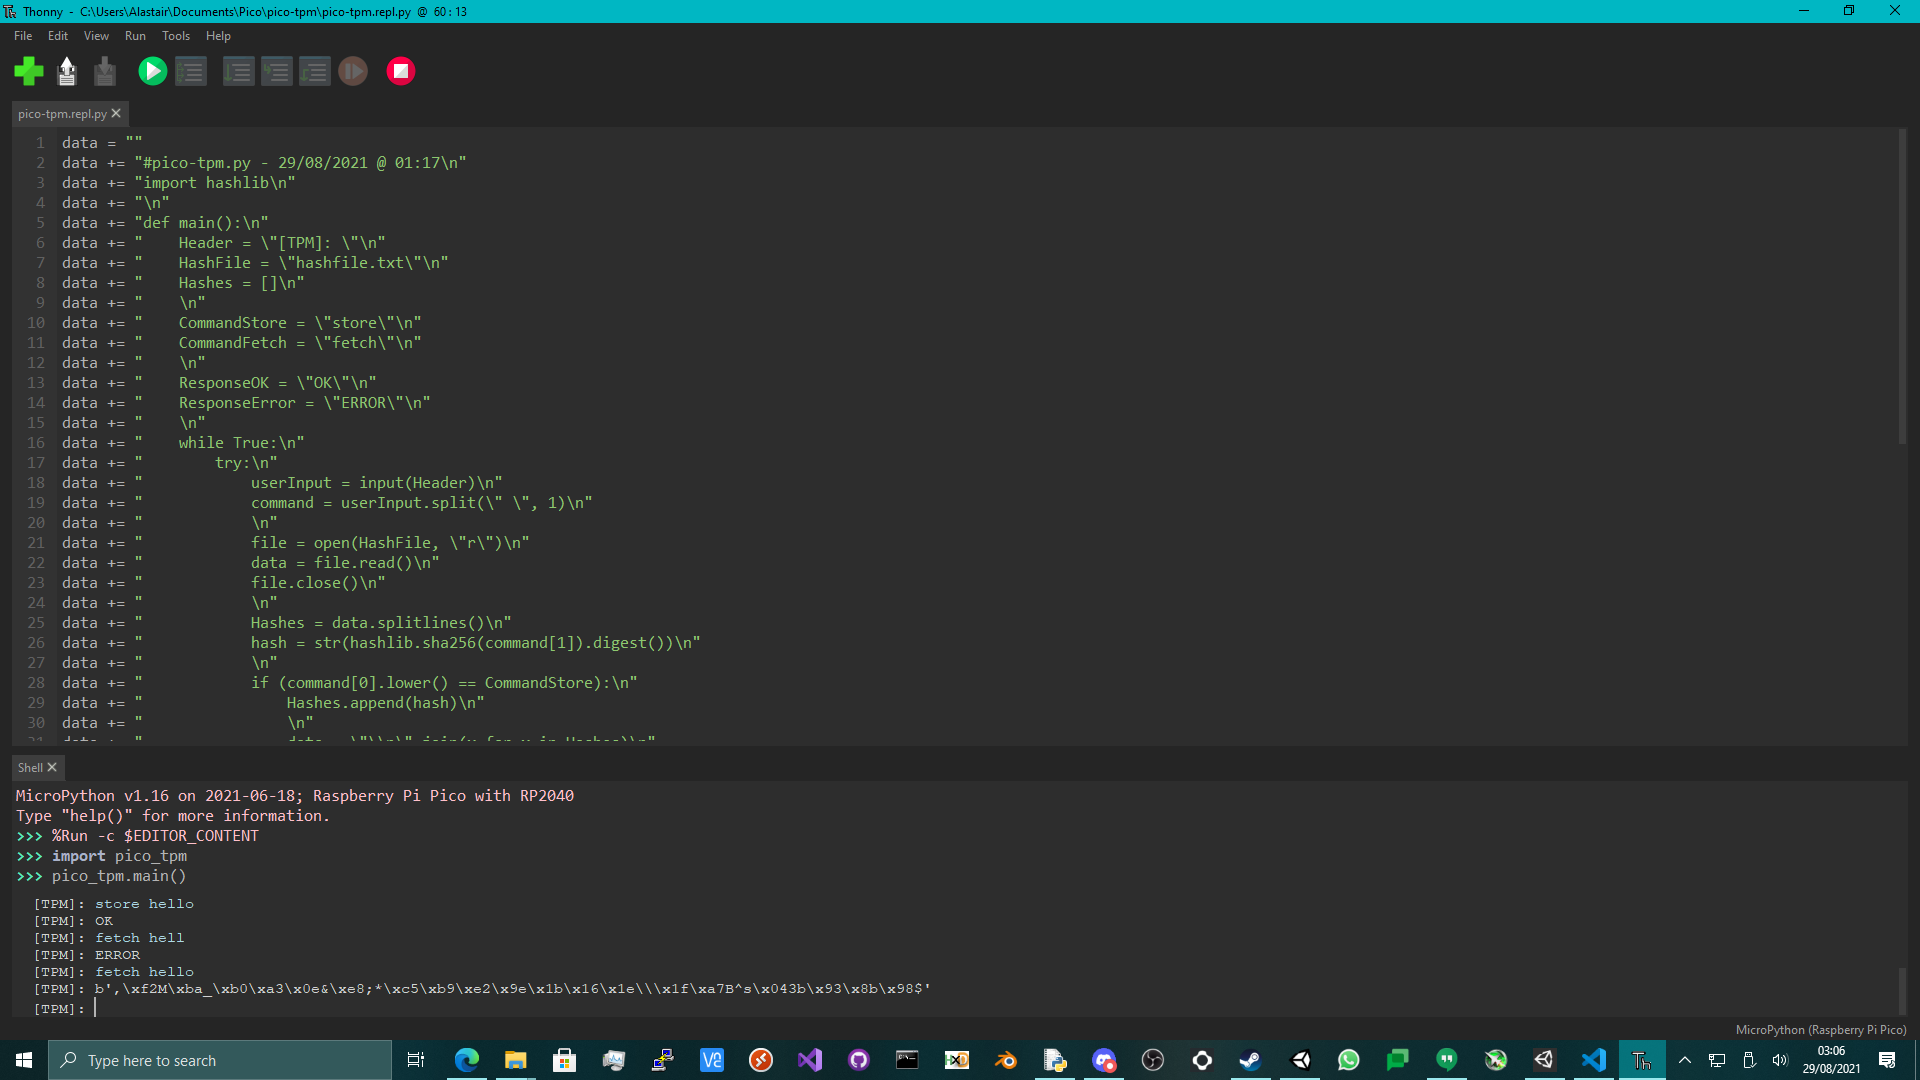 Thonny - C:\Users\Alastair\Documents\Pico\pico-tpm\pico-tpm.repl.py @ 60:13
File Edit View Run Tools Help
pico-tpm.repl.py
1 data = ""
2 data += "#pico-tpm.py - 29/08/2021 @ 01:17\n"
3 data += "import hashlib\n"
4 data += "\n"
5 data += "def main():\n"
6 data += "    Header = \"[TPM]: \"\n"
7 data += "    HashFile = \"hashfile.txt\"\n"
8 data += "    Hashes = []\n"
9 data += "    \n"
10 data += "    CommandStore = \"store\"\n"
11 data += "    CommandFetch = \"fetch\"\n"
12 data += "    \n"
13 data += "    ResponseOK = \"OK\"\n"
14 data += "    ResponseError = \"ERROR\"\n"
15 data += "    \n"
16 data += "    while True:\n"
17 data += "        try:\n"
18 data += "            userInput = input(Header)\n"
19 data += "            command = userInput.split(\" \", 1)\n"
20 data += "            \n"
21 data += "            file = open(HashFile, \"r\")\n"
22 data += "            data = file.read()\n"
23 data += "            file.close()\n"
24 data += "            \n"
25 data += "            Hashes = data.splitlines()\n"
26 data += "            hash = str(hashlib.sha256(command[1]).digest())\n"
27 data += "            \n"
28 data += "            if (command[0].lower() == CommandStore):\n"
29 data += "                Hashes.append(hash)\n"
30 data += "                \n"
Shell
MicroPython v1.16 on 2021-06-18; Raspberry Pi Pico with RP2040
Type "help()" for more information.
>>> %Run -c $EDITOR_CONTENT
>>> import pico_tpm
>>> pico_tpm.main()
[TPM]: store hello
[TPM]: OK
[TPM]: fetch hell
[TPM]: ERROR
[TPM]: fetch hello
[TPM]: b',\xf2M\xba_\xb0\xa3\x0e&\xe8;*\xc5\xb9\xe2\x9e\x1b\x16\x1e\\\x1f\xa7B^s\x043b\x93\x8b\x98$'
[TPM]:
MicroPython (Raspberry Pi Pico)
Type here to search
03:06
29/08/2021